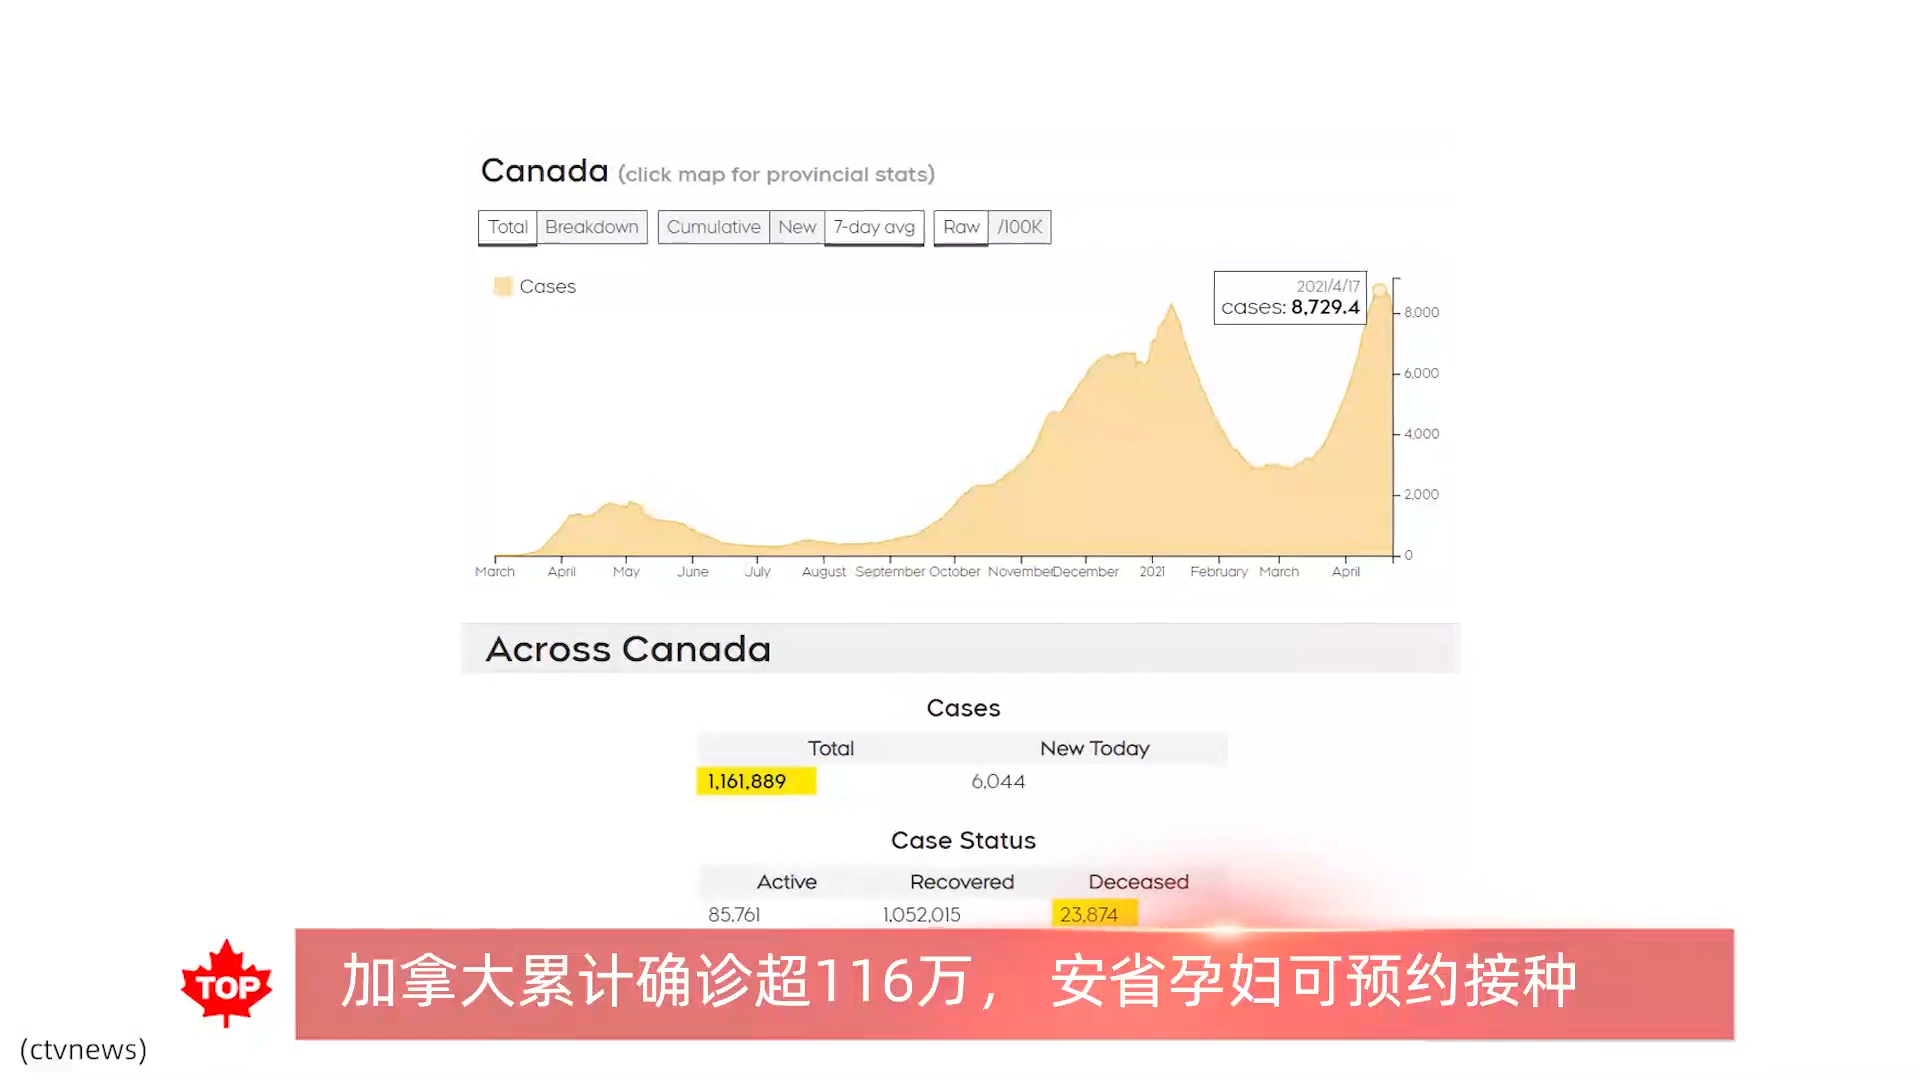 Canada (click map for provincial stats)
Total Breakdown Cumulative New 7-day avg Raw /100K
Cases
2021/4/17
cases: 8,729.4
8,000
6,000
4,000
2,000
0
March April May June July August September October November December 2021 February March April
Across Canada
Cases
Total New Today
1,161,889 6,044
Case Status
Active Recovered Deceased
85,761 1,052,015 23,874
TOP
加拿大累计确诊超116万， 安省孕妇可预约接种
(ctvnews)